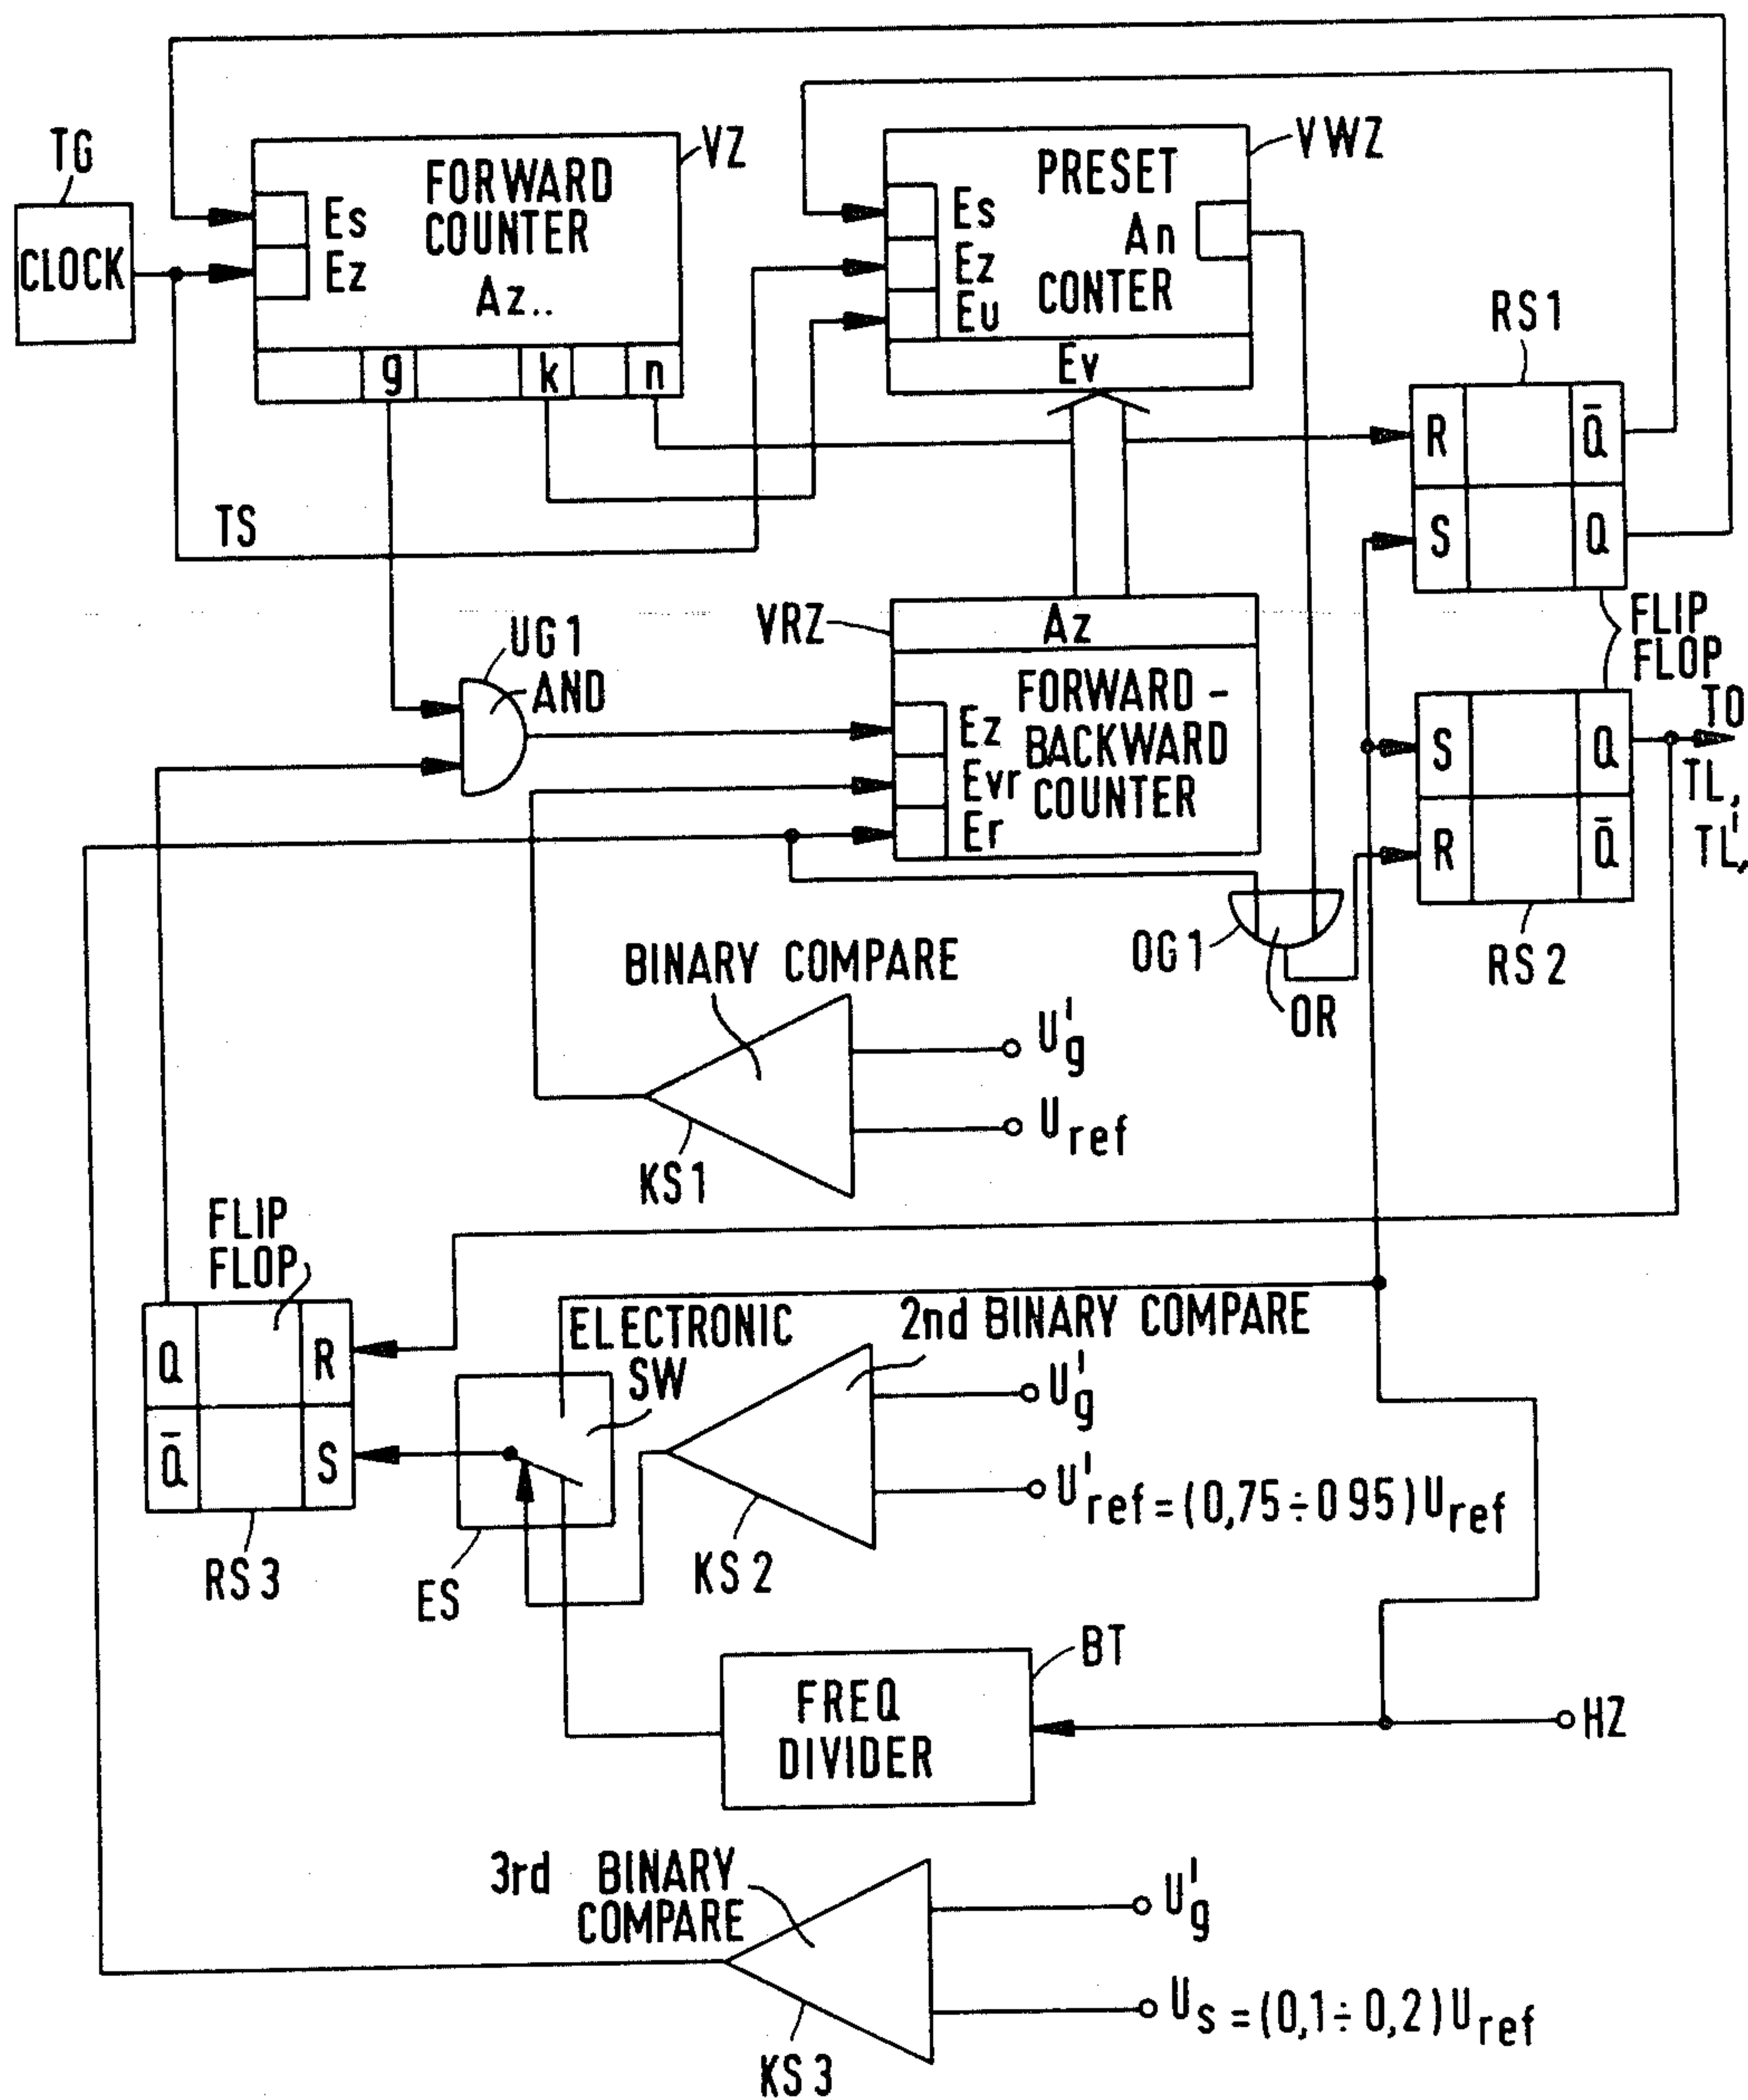 TG
CLOCK
VZ
FORWARD
COUNTER
Az..
Es
Ez
g
k
n
VWZ
PRESET
An
CONTER
Es
Ez
Eu
Ev
RS1
R
Q̄
S
Q
TS
FLIP
FLOP
UG1
AND
VRZ
Az
FORWARD-
BACKWARD
COUNTER
Ez
Evr
Er
S
Q
R
Q̄
TO
TL,
TL',
RS2
OG1
OR
BINARY COMPARE
U'g
Uref
KS1
FLIP
FLOP
Q
R
Q̄
S
RS3
ELECTRONIC
SW
ES
2nd BINARY COMPARE
U'g
U'ref=(0,75÷095)Uref
KS2
BT
FREQ
DIVIDER
HZ
3rd BINARY
COMPARE
U'g
Us=(0,1÷0,2)Uref
KS3